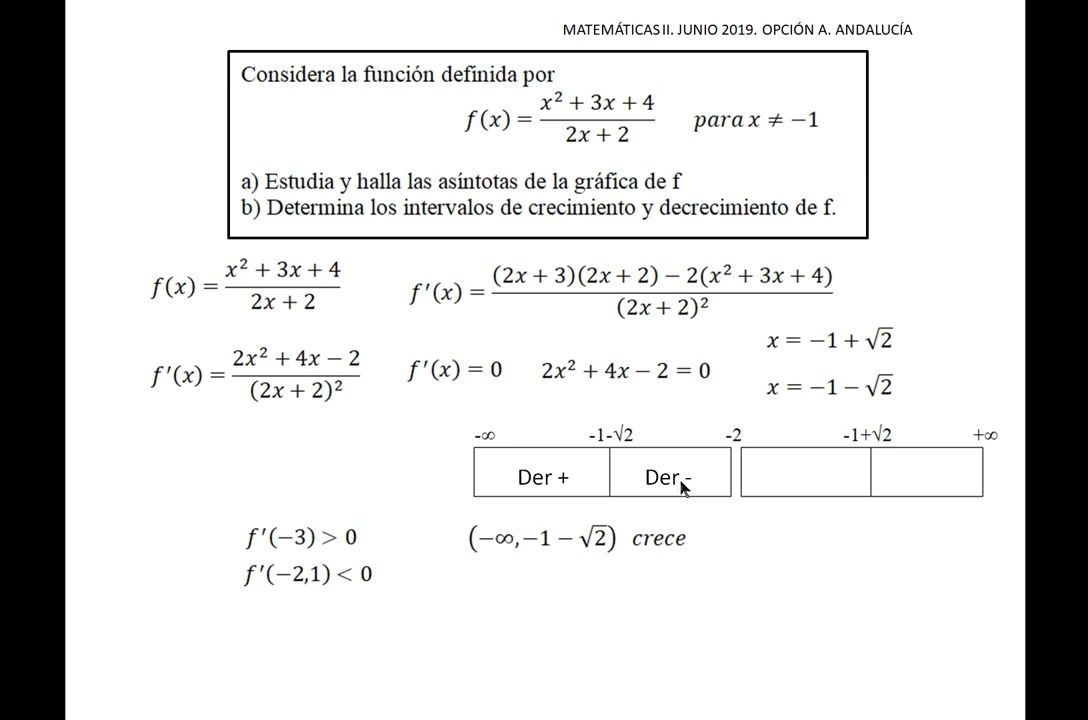 MATEMÁTICAS II. JUNIO 2019. OPCIÓN A. ANDALUCÍA
Considera la función definida por
f(x) = (x² + 3x + 4)/(2x + 2) para x ≠ −1
a) Estudia y halla las asíntotas de la gráfica de f
b) Determina los intervalos de crecimiento y decrecimiento de f.
f(x) = (x² + 3x + 4)/(2x + 2) f′(x) = ((2x + 3)(2x + 2) − 2(x² + 3x + 4))/(2x + 2)²
x = −1 + √2
f′(x) = (2x² + 4x − 2)/(2x + 2)² f′(x) = 0 2x² + 4x − 2 = 0
x = −1 − √2
-∞ -1-√2 -2 -1+√2 +∞
Der + Der -
f′(−3) > 0 (−∞, −1 − √2) crece
f′(−2,1) < 0